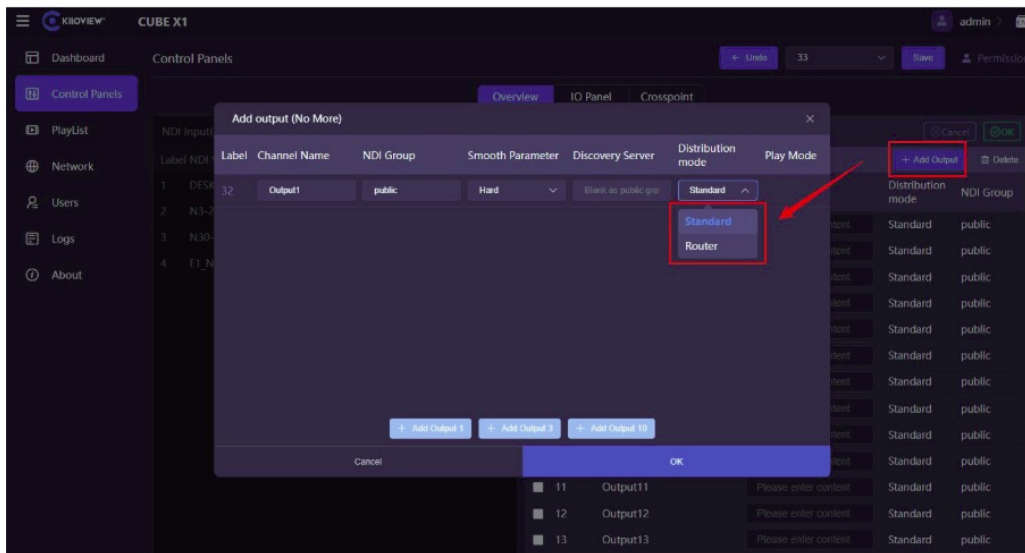 KILOVIEW CUBE X1 admin
Dashboard
Control Panels
PlayList
Network
Users
Logs
About
Control Panels
← Undo 33 Save
Overview IO Panel Crosspoint
NDI Input(
Label NDI
1 DESK
2 N3-2
3 N30-
4 F1_N
Cancel OK
+ Add Output Delete
Distribution mode NDI Group
Add output (No More) ×
Label Channel Name NDI Group Smooth Parameter Discovery Server Distribution mode Play Mode
32 Output1 public Hard Blank as public gro Standard
Standard
Router
+ Add Output 1 + Add Output 3 + Add Output 10
Cancel OK
Standard public
Standard public
Standard public
Standard public
Standard public
Standard public
Standard public
Standard public
Standard public
Standard public
11 Output11 Please enter content Standard public
12 Output12 Please enter content Standard public
13 Output13 Please enter content Standard public